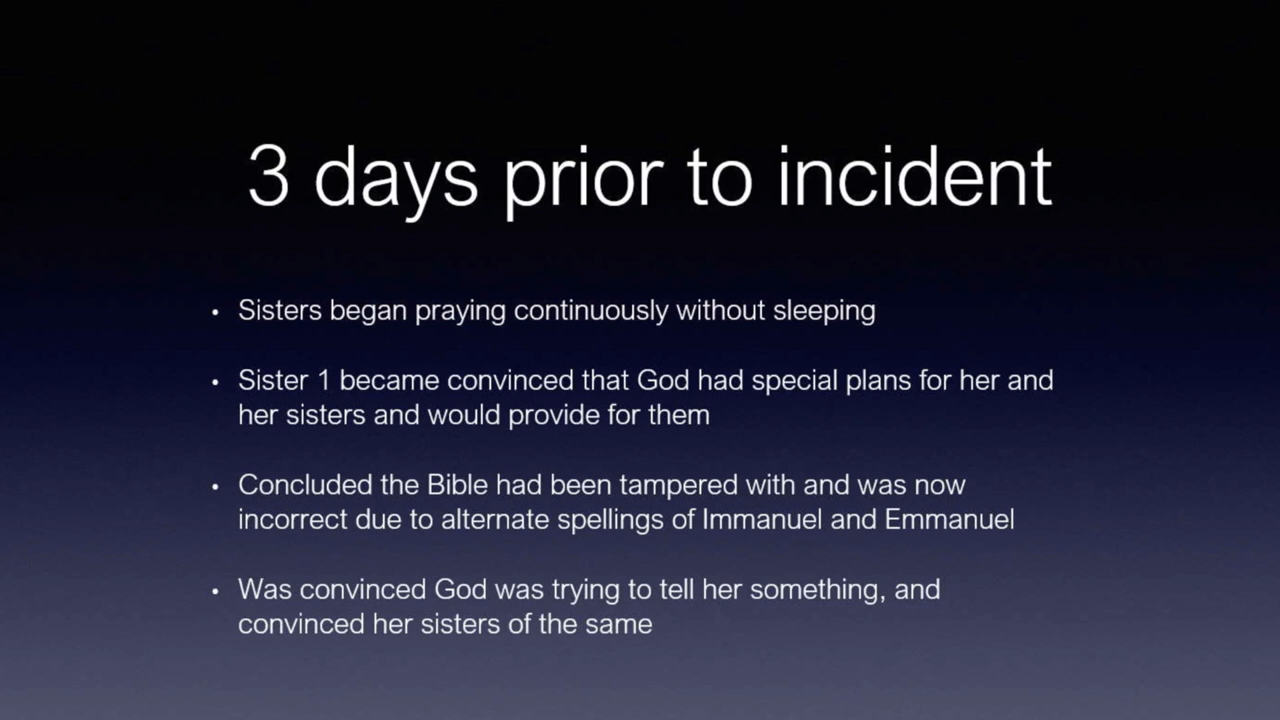 3 days prior to incident
• Sisters began praying continuously without sleeping
• Sister 1 became convinced that God had special plans for her and
her sisters and would provide for them
• Concluded the Bible had been tampered with and was now
incorrect due to alternate spellings of Immanuel and Emmanuel
• Was convinced God was trying to tell her something, and
convinced her sisters of the same